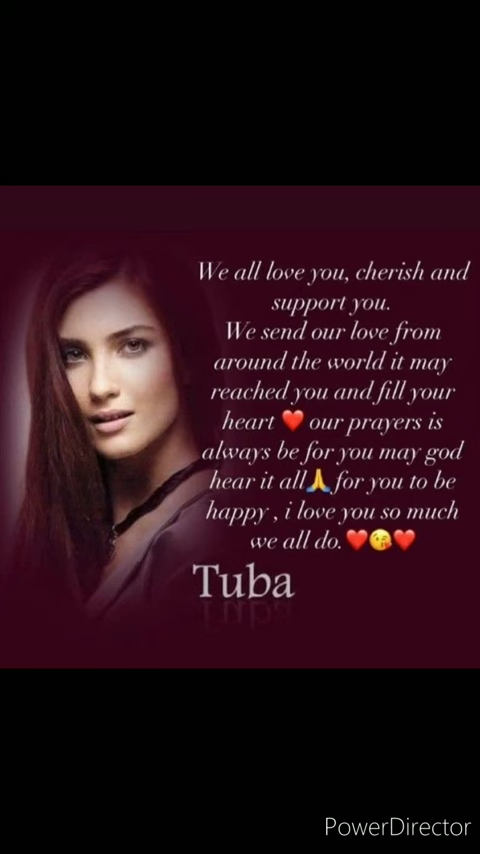 We all love you, cherish and
support you.
We send our love from
around the world it may
reached you and fill your
heart ❤️ our prayers is
always be for you may god
hear it all🙏for you to be
happy , i love you so much
we all do.❤️😘❤️
Tuba
PowerDirector